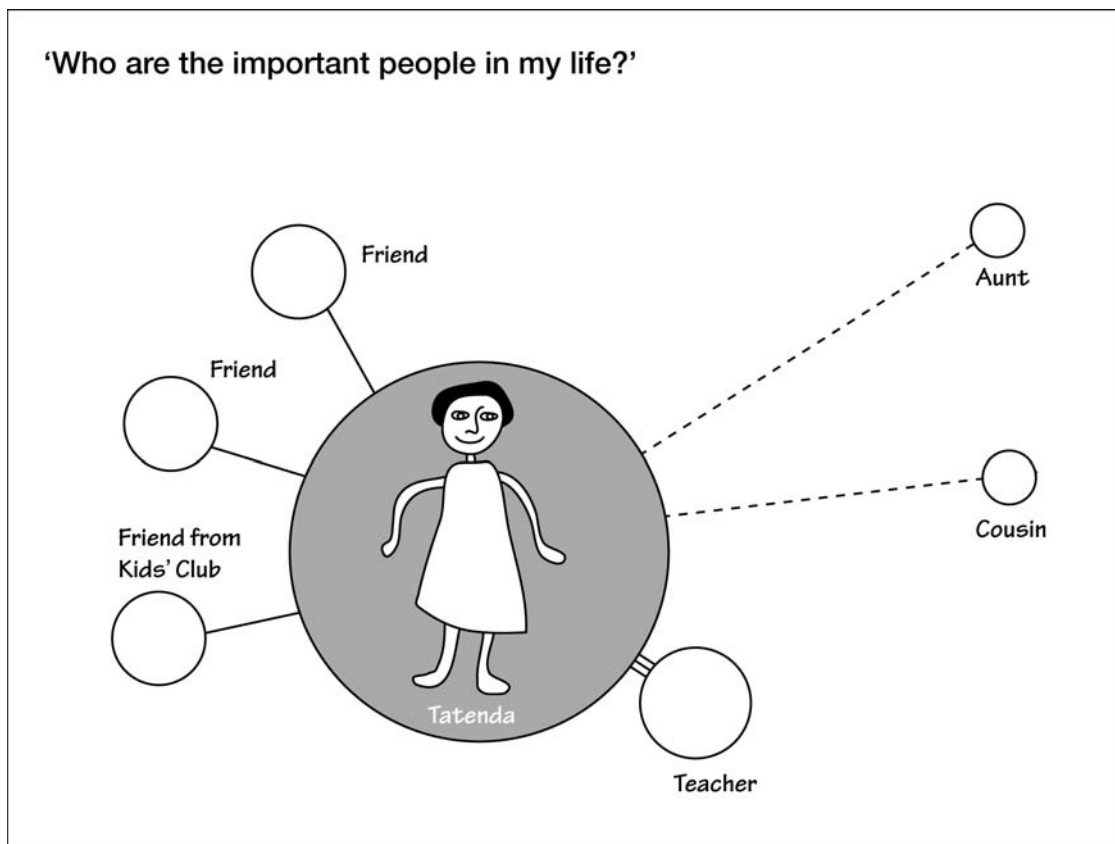 ‘Who are the important people in my life?’
Friend
Aunt
Friend
Cousin
Friend from
Kids’ Club
Tatenda
Teacher